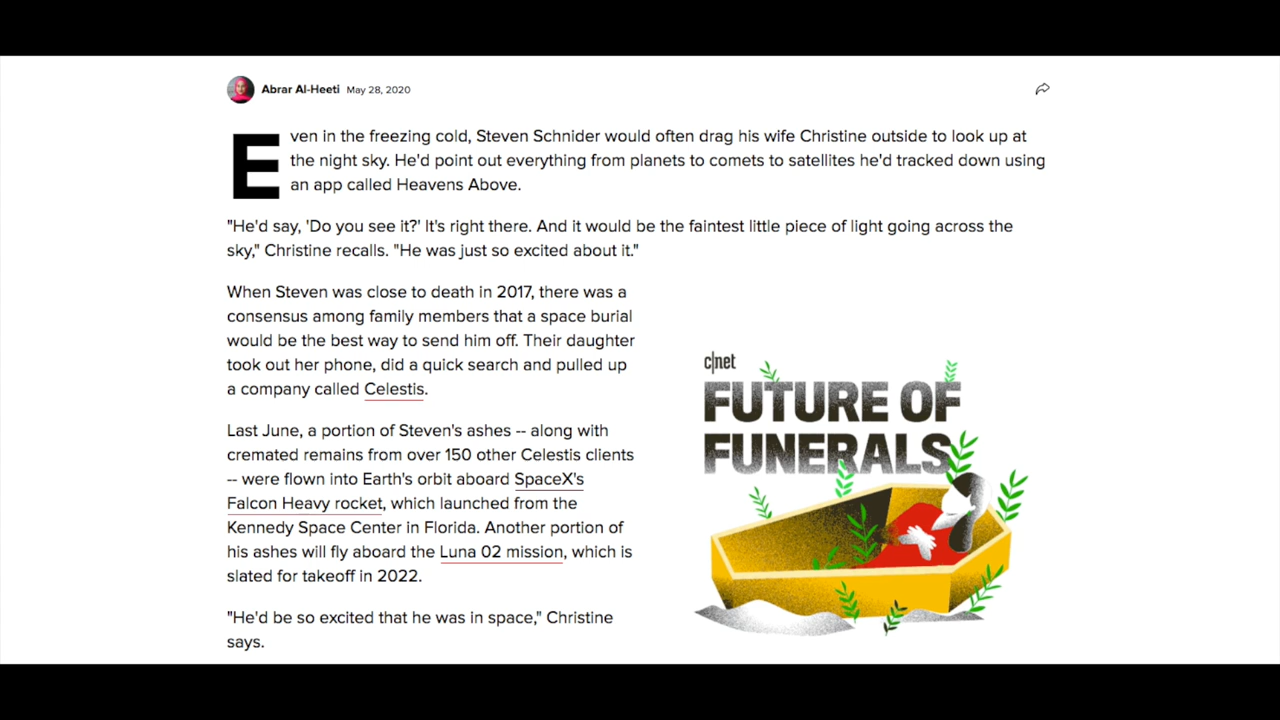 Abrar Al-Heeti May 28, 2020
Even in the freezing cold, Steven Schnider would often drag his wife Christine outside to look up at
the night sky. He'd point out everything from planets to comets to satellites he'd tracked down using
an app called Heavens Above.
"He'd say, 'Do you see it?' It's right there. And it would be the faintest little piece of light going across the
sky," Christine recalls. "He was just so excited about it."
When Steven was close to death in 2017, there was a
consensus among family members that a space burial
would be the best way to send him off. Their daughter
took out her phone, did a quick search and pulled up
a company called Celestis.
Last June, a portion of Steven's ashes -- along with
cremated remains from over 150 other Celestis clients
-- were flown into Earth's orbit aboard SpaceX's
Falcon Heavy rocket, which launched from the
Kennedy Space Center in Florida. Another portion of
his ashes will fly aboard the Luna 02 mission, which is
slated for takeoff in 2022.
"He'd be so excited that he was in space," Christine
says.
c|net
FUTURE OF
FUNERALS